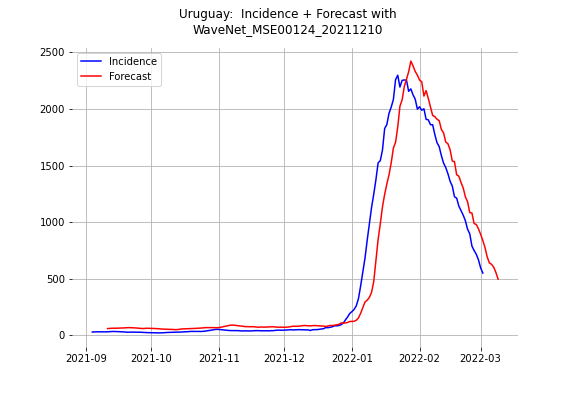 Uruguay:  Incidence + Forecast with
WaveNet_MSE00124_20211210
Incidence
Forecast
2500
2000
1500
1000
500
0
2021-09 2021-10 2021-11 2021-12 2022-01 2022-02 2022-03